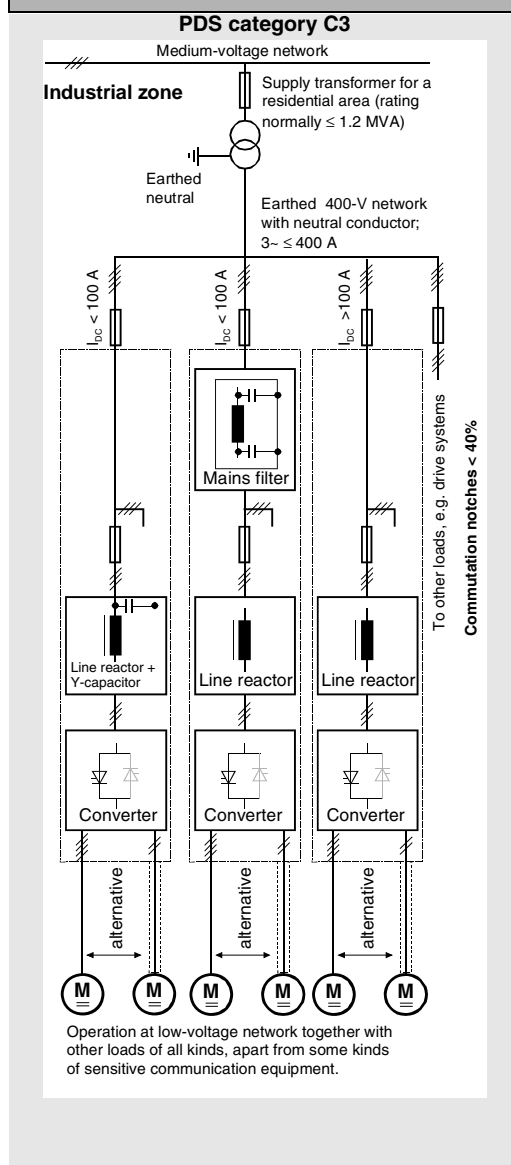 PDS category C3
Medium-voltage network
Industrial zone
Supply transformer for a
residential area (rating
normally ≤ 1.2 MVA)
Earthed
neutral
Earthed 400-V network
with neutral conductor;
3~ ≤ 400 A
I_DC < 100 A
I_DC < 100 A
I_DC >100 A
To other loads, e.g. drive systems
Commutation notches < 40%
Mains filter
Line reactor +
Y-capacitor
Line reactor
Line reactor
Converter
Converter
Converter
alternative
alternative
alternative
M
M
M
M
M
M
Operation at low-voltage network together with
other loads of all kinds, apart from some kinds
of sensitive communication equipment.